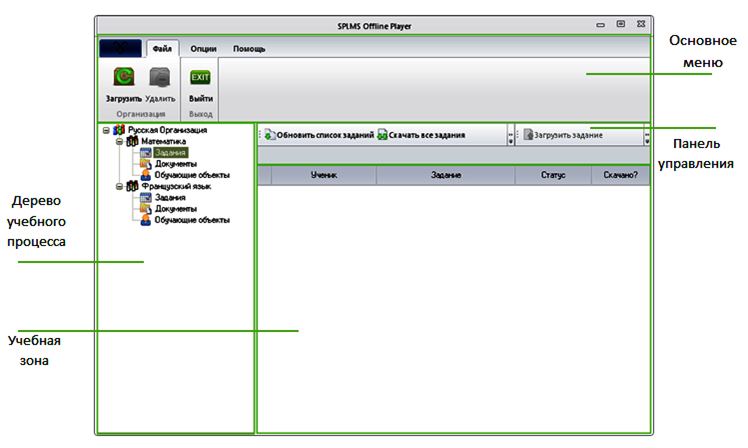 SPLMS Offline Player
Файл Опции Помощь
Загрузить Удалить Выйти
Организация Выход
Основное
меню
Русская Организация
Математика
Задания
Документы
Обучающие объекты
Французский язык
Задания
Документы
Обучающие объекты
Обновить список заданий Скачать все задания Загрузить задание
Ученик Задание Статус Скачано?
Панель
управления
Дерево
учебного
процесса
Учебная
зона